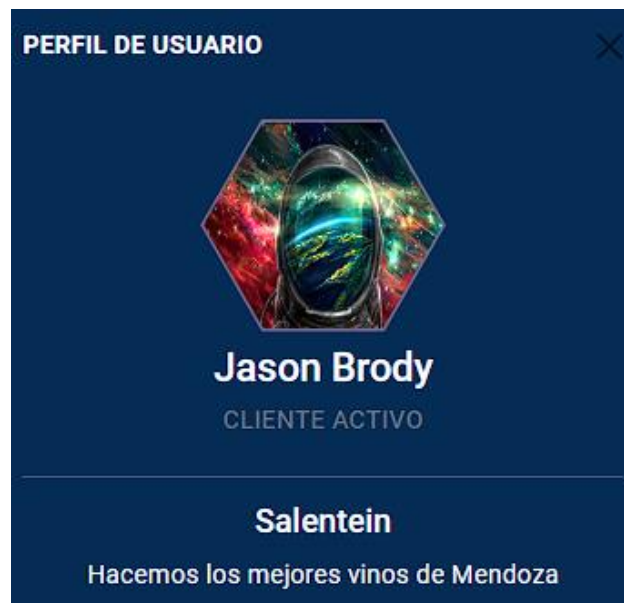 PERFIL DE USUARIO
Jason Brody
CLIENTE ACTIVO
Salentein
Hacemos los mejores vinos de Mendoza